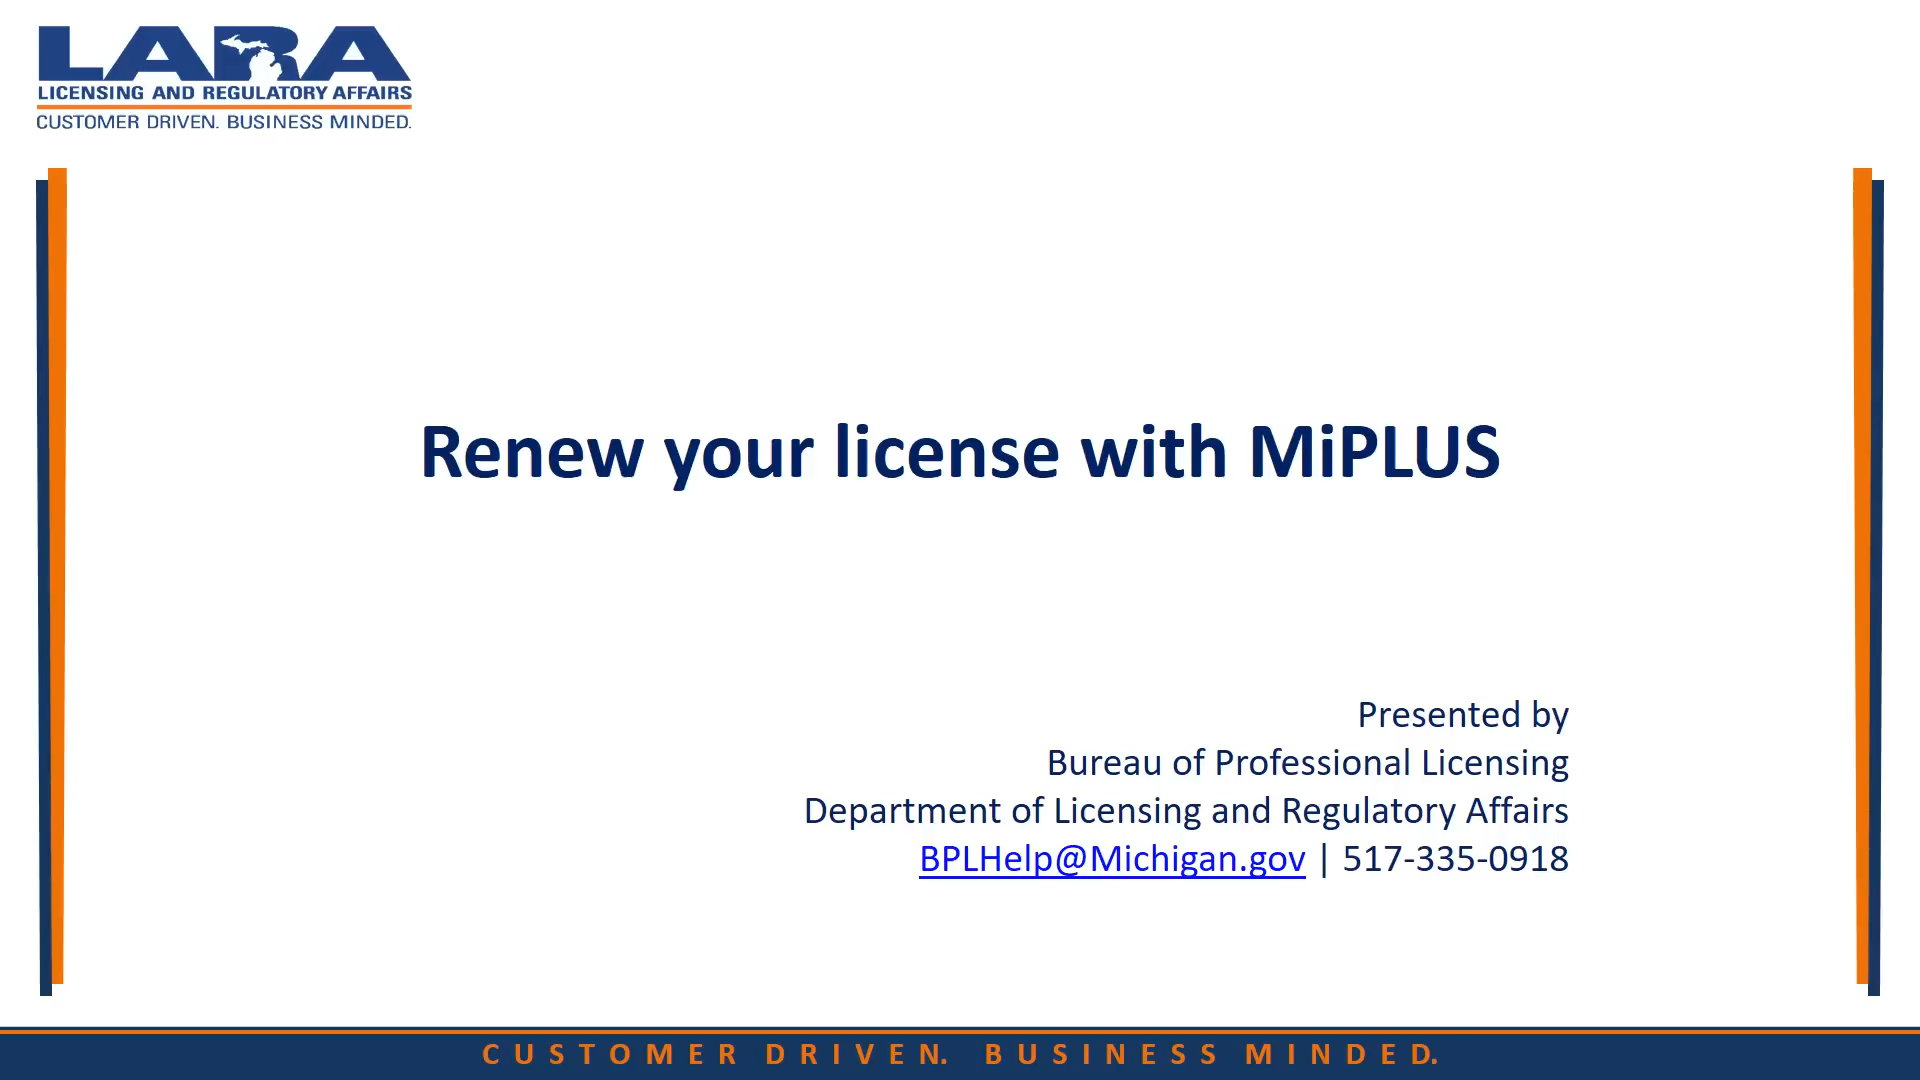 LARA
LICENSING AND REGULATORY AFFAIRS
CUSTOMER DRIVEN. BUSINESS MINDED.
Renew your license with MiPLUS
Presented by
Bureau of Professional Licensing
Department of Licensing and Regulatory Affairs
BPLHelp@Michigan.gov | 517-335-0918
CUSTOMER DRIVEN. BUSINESS MINDED.